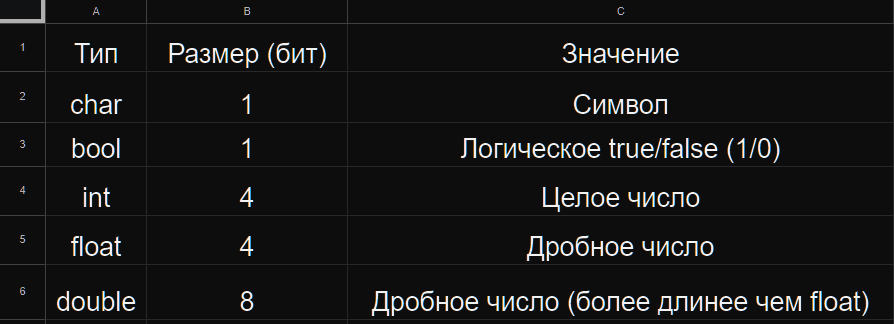 A B C
1 Тип Размер (бит) Значение
2 char 1 Символ
3 bool 1 Логическое true/false (1/0)
4 int 4 Целое число
5 float 4 Дробное число
6 double 8 Дробное число (более длинее чем float)